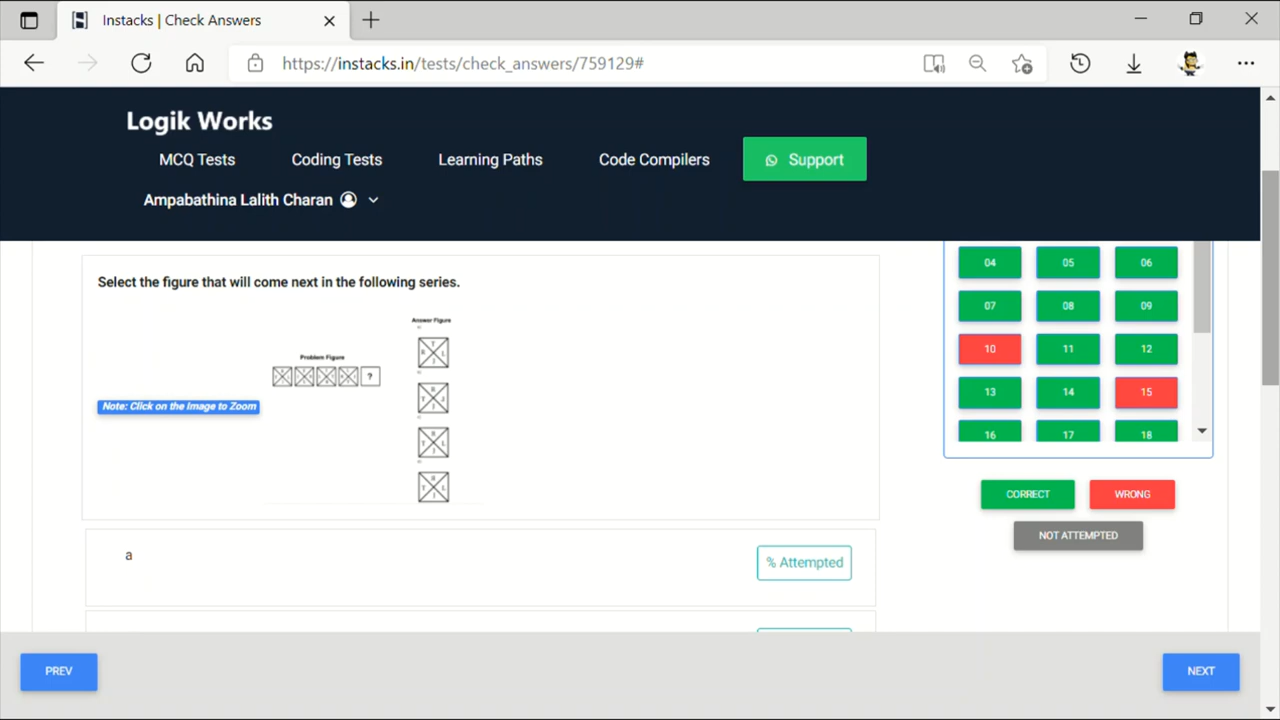 Instacks | Check Answers
https://instacks.in/tests/check_answers/759129#
Logik Works
MCQ Tests Coding Tests Learning Paths Code Compilers Support
Ampabathina Lalith Charan
Select the figure that will come next in the following series.
Answer Figure
Problem Figure
?
Note: Click on the Image to Zoom
T
R L
R
T
R
T L
T L
a
% Attempted
04 05 06
07 08 09
10 11 12
13 14 15
16 17 18
CORRECT WRONG
NOT ATTEMPTED
PREV NEXT